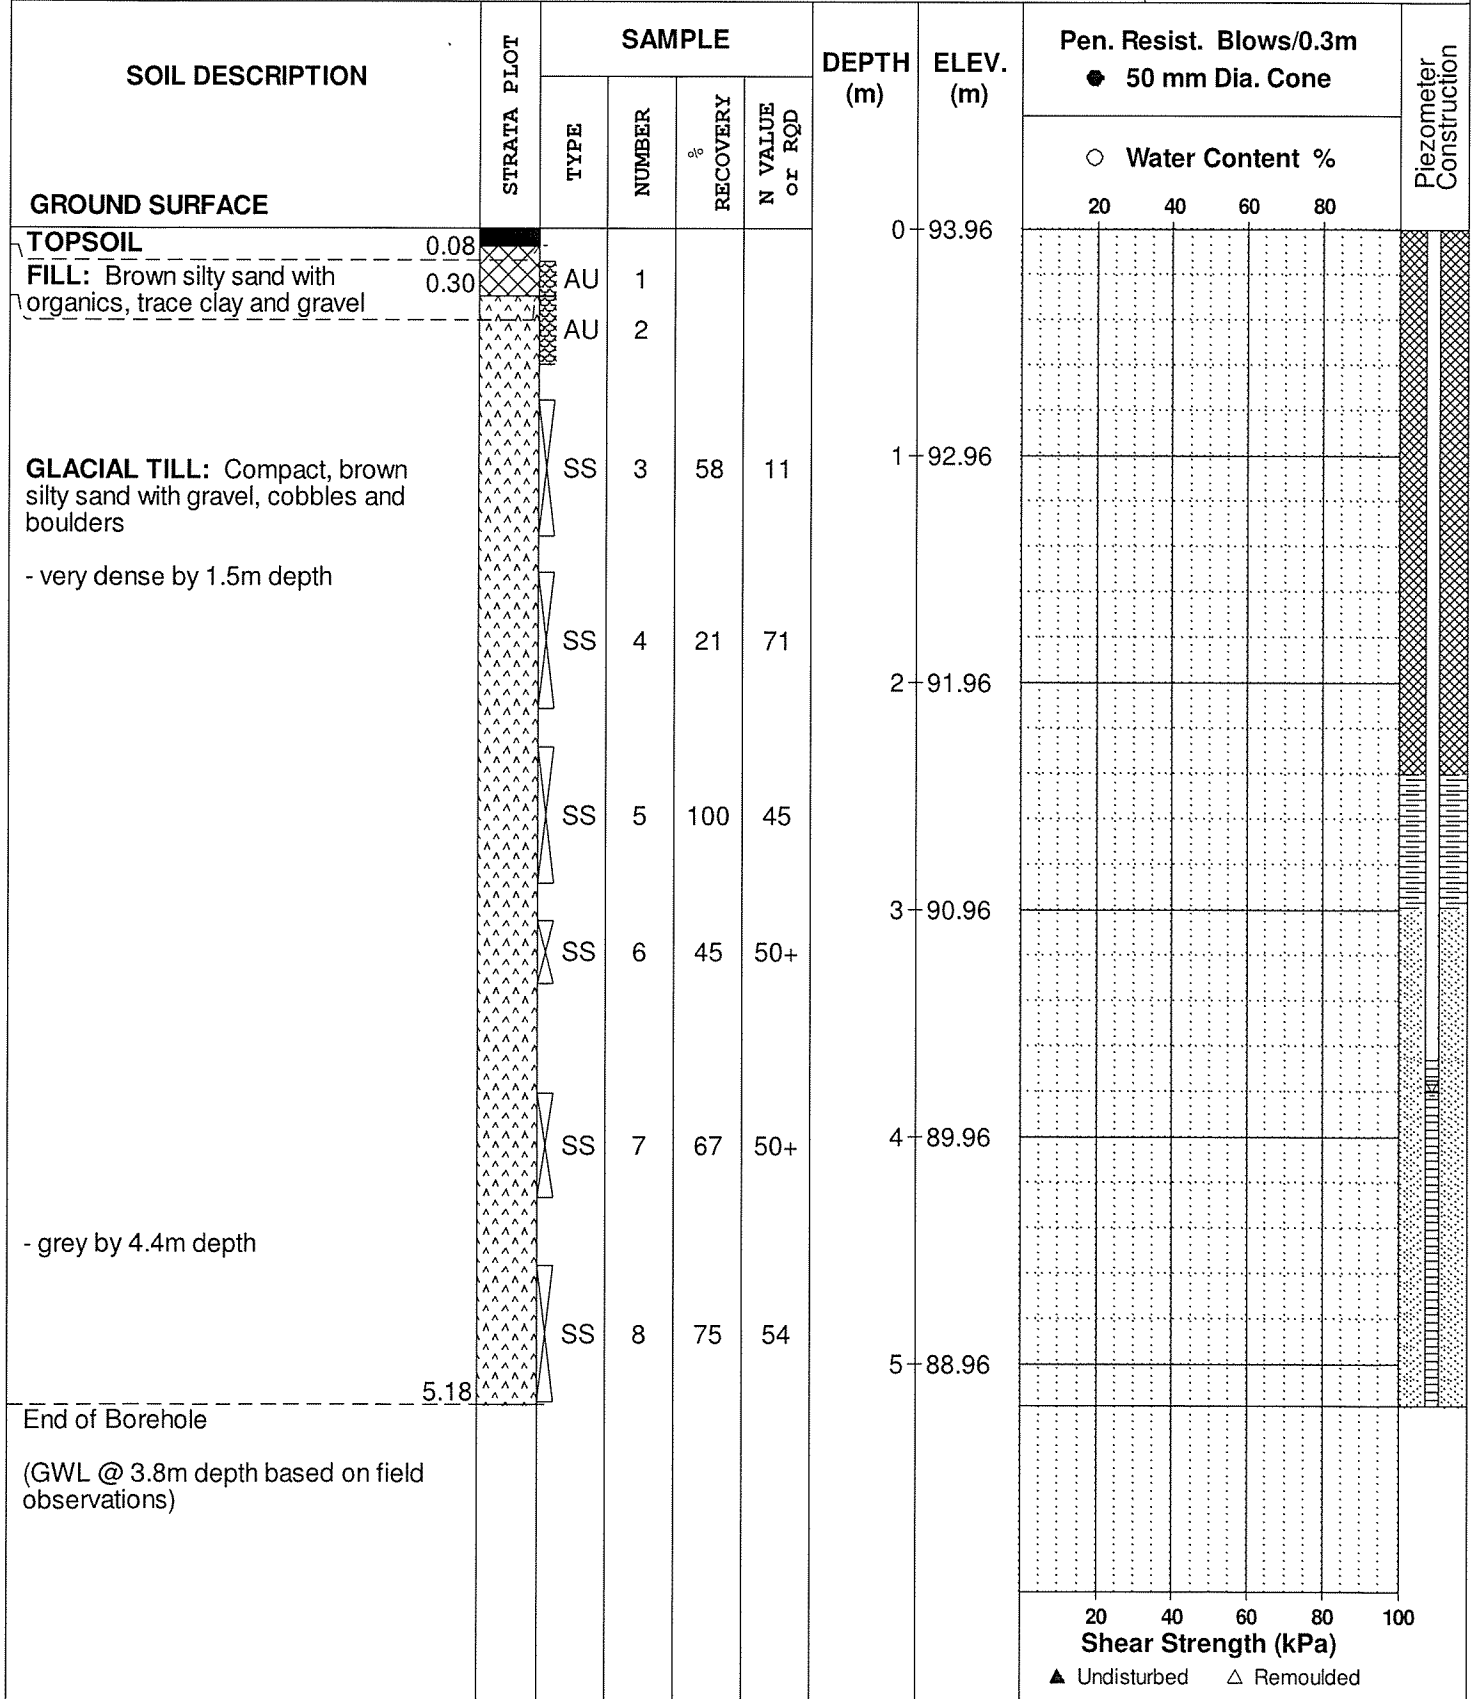 SOIL DESCRIPTION
GROUND SURFACE
STRATA PLOT
SAMPLE
TYPE
NUMBER
% RECOVERY
N VALUE or RQD
DEPTH (m)
ELEV. (m)
Pen. Resist. Blows/0.3m
● 50 mm Dia. Cone
○ Water Content %
20 40 60 80
Piezometer Construction
TOPSOIL 0.08
FILL: Brown silty sand with 0.30
organics, trace clay and gravel
0 93.96
AU 1
AU 2
GLACIAL TILL: Compact, brown
silty sand with gravel, cobbles and
boulders
- very dense by 1.5m depth
SS 3 58 11
1 92.96
SS 4 21 71
2 91.96
SS 5 100 45
3 90.96
SS 6 45 50+
SS 7 67 50+
4 89.96
- grey by 4.4m depth
SS 8 75 54
5 88.96
5.18
End of Borehole
(GWL @ 3.8m depth based on field
observations)
20 40 60 80 100
Shear Strength (kPa)
▲ Undisturbed △ Remoulded